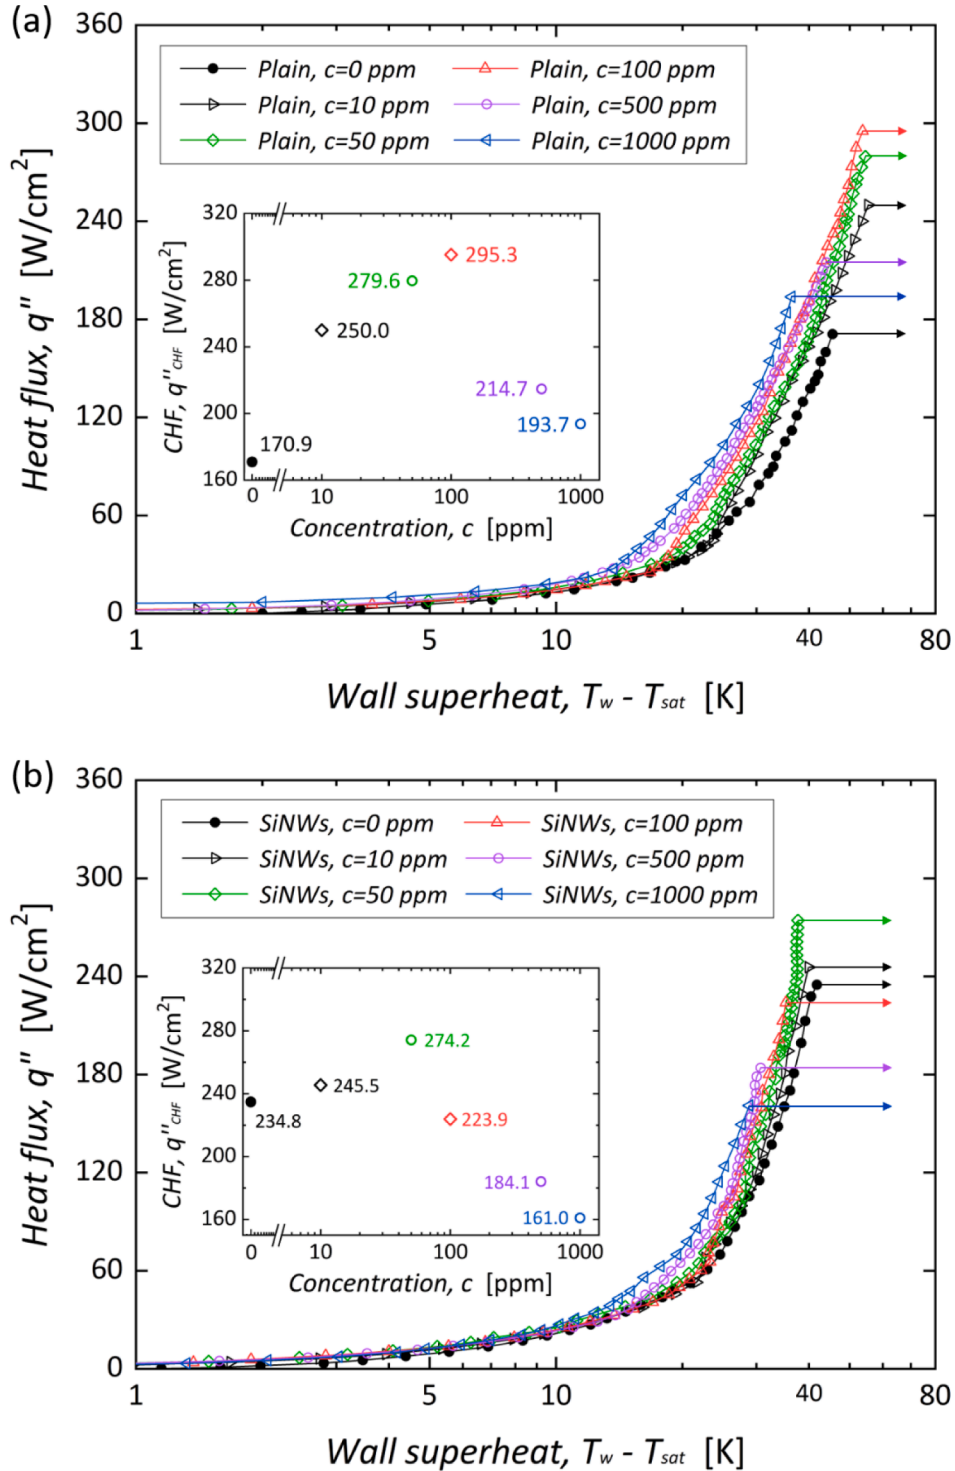 (a)
360
300
240
180
120
60
0
Heat flux, q'' [W/cm²]
Plain, c=0 ppm
Plain, c=100 ppm
Plain, c=10 ppm
Plain, c=500 ppm
Plain, c=50 ppm
Plain, c=1000 ppm
320
280
240
200
160
CHF, q''CHF [W/cm²]
295.3
279.6
250.0
214.7
193.7
170.9
0
10
100
1000
Concentration, c [ppm]
1
5
10
40
80
Wall superheat, Tw - Tsat [K]
(b)
360
300
240
180
120
60
0
Heat flux, q'' [W/cm²]
SiNWs, c=0 ppm
SiNWs, c=100 ppm
SiNWs, c=10 ppm
SiNWs, c=500 ppm
SiNWs, c=50 ppm
SiNWs, c=1000 ppm
320
280
240
200
160
CHF, q''CHF [W/cm²]
274.2
245.5
234.8
223.9
184.1
161.0
0
10
100
1000
Concentration, c [ppm]
1
5
10
40
80
Wall superheat, Tw - Tsat [K]